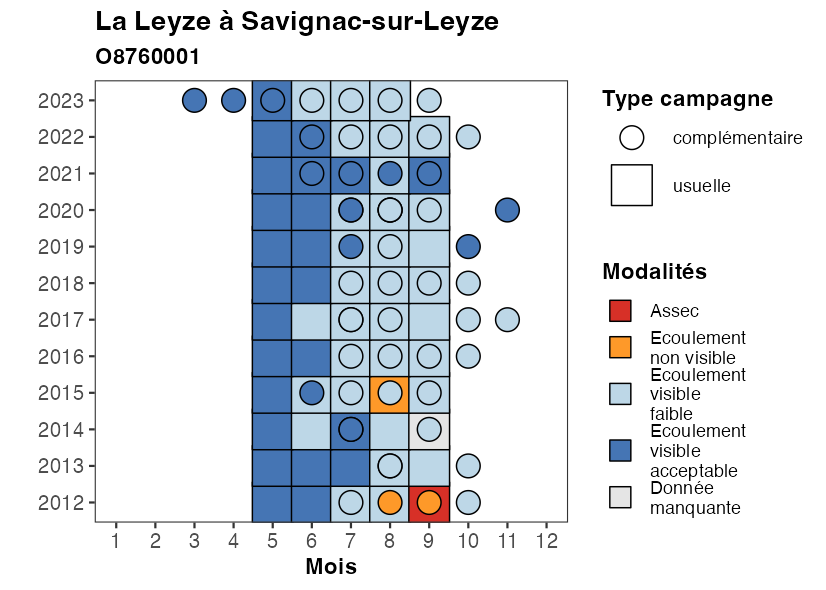 La Leyze à Savignac-sur-Leyze
O8760001
2023
2022
2021
2020
2019
2018
2017
2016
2015
2014
2013
2012
1 2 3 4 5 6 7 8 9 10 11 12
Mois
Type campagne
complémentaire
usuelle
Modalités
Assec
Ecoulement
non visible
Ecoulement
visible
faible
Ecoulement
visible
acceptable
Donnée
manquante